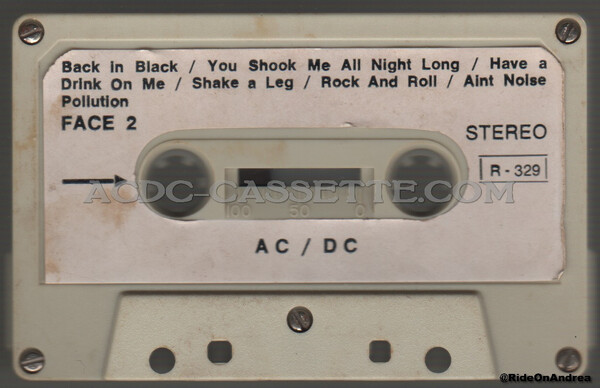 Back in Black / You Shook Me All Night Long / Have a
Drink On Me / Shake a Leg / Rock And Roll / Aint Noise
Pollution
FACE 2
STEREO
R - 329
ACDC-CASSETTE.COM
100 50 0
AC / DC
@RideOnAndrea